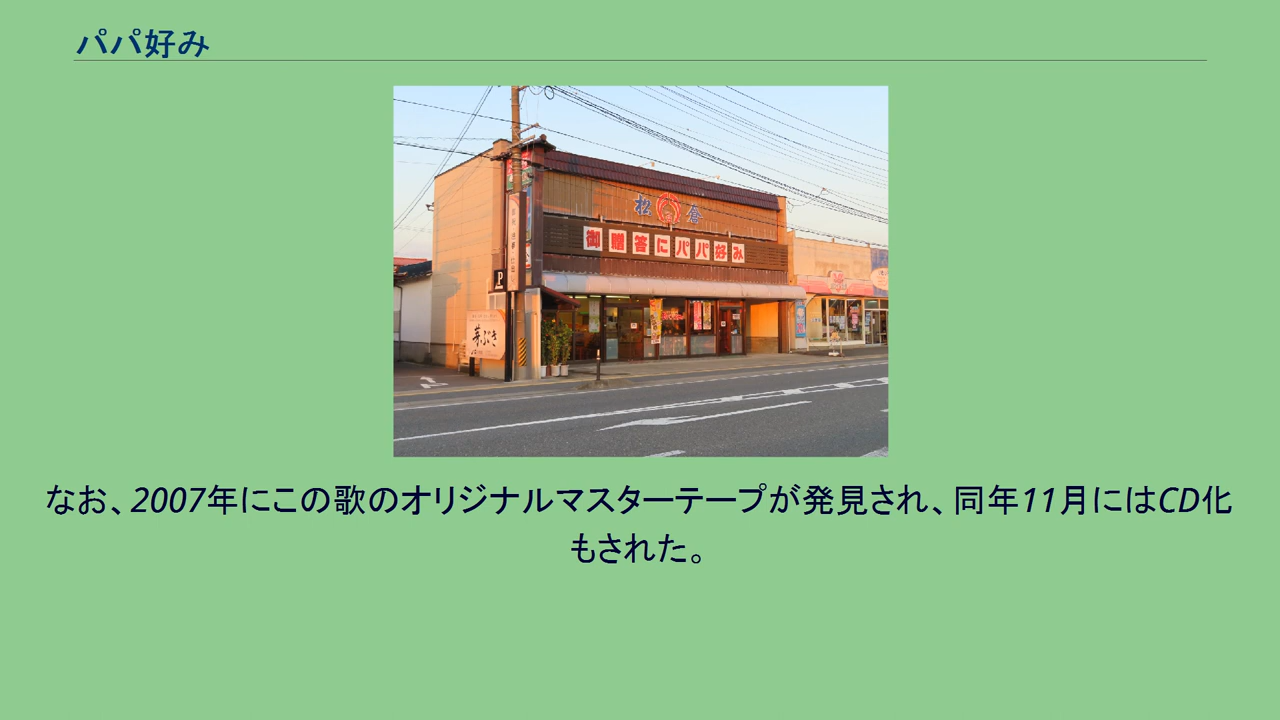 パパ好み
松倉
御贈答にパパ好み
P
芽ぶき
なお、2007年にこの歌のオリジナルマスターテープが発見され、同年11月にはCD化
もされた。